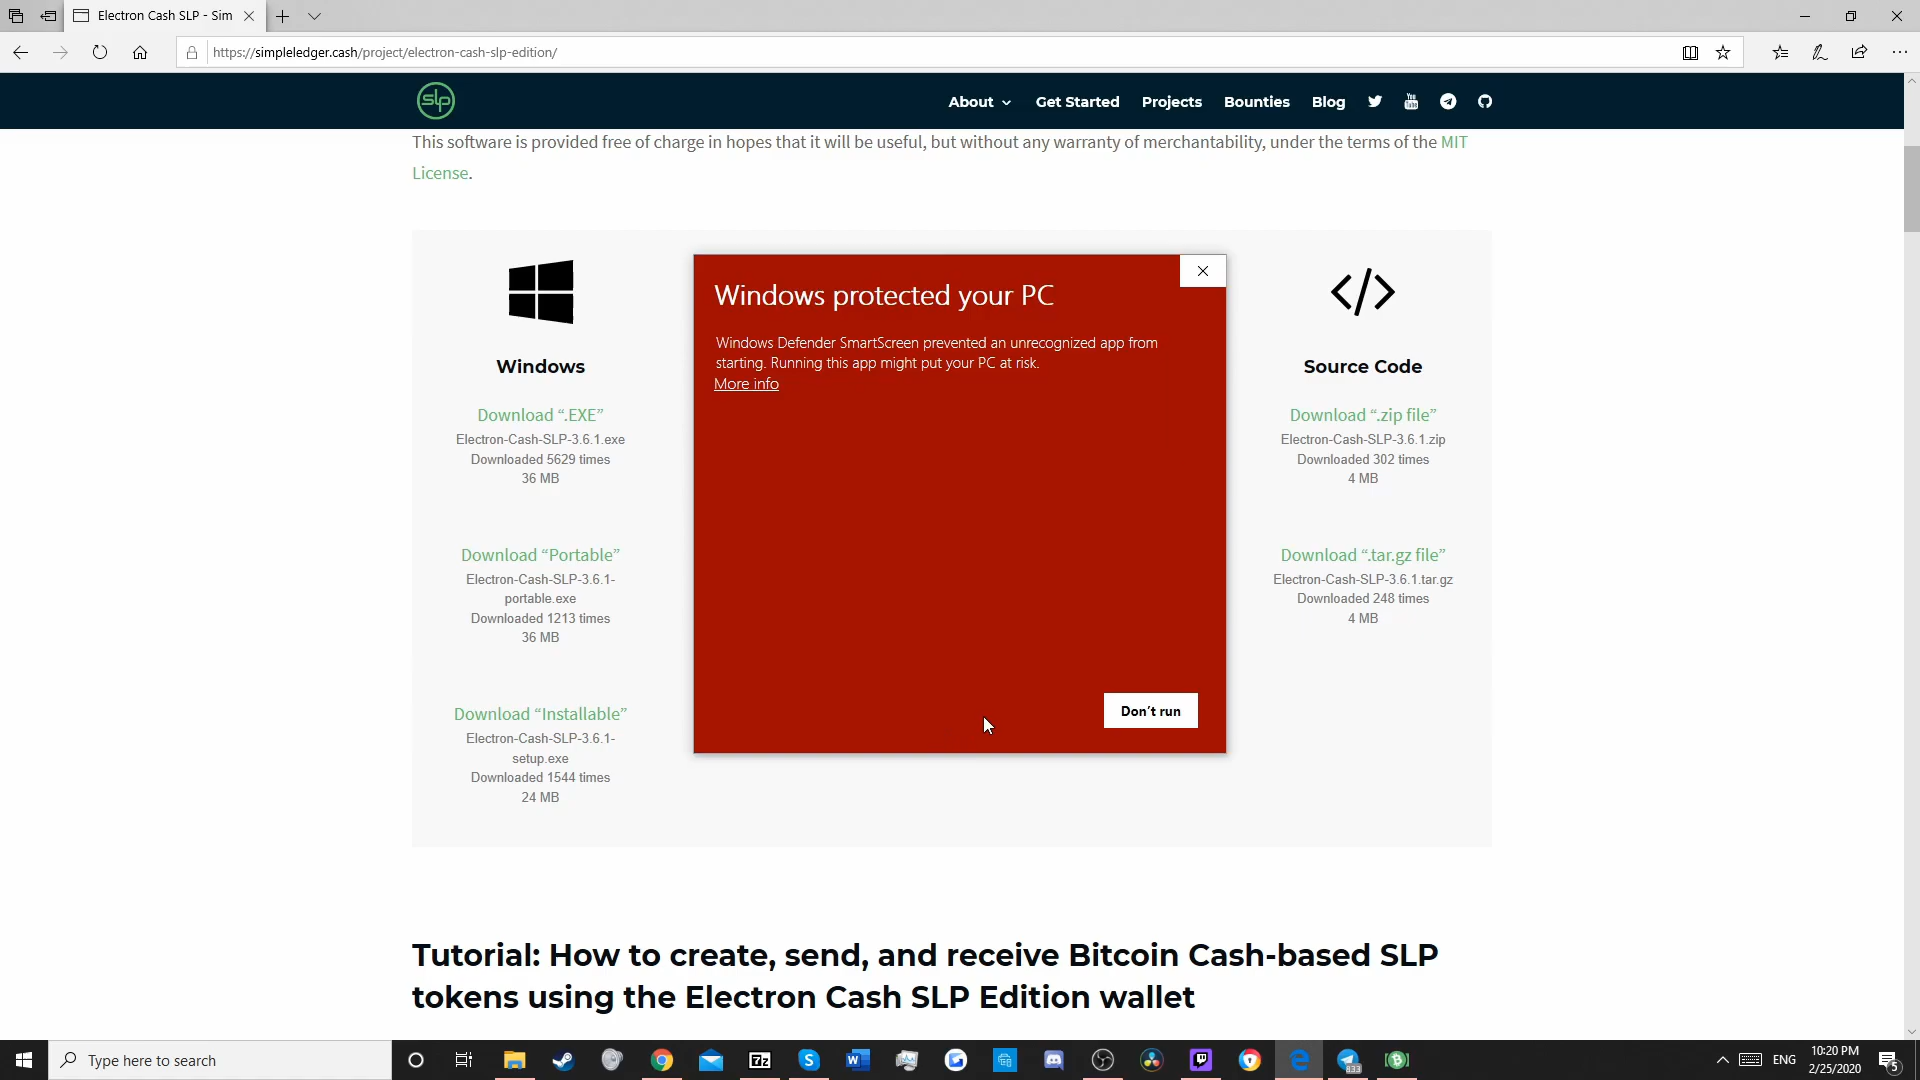 Electron Cash SLP - Sim
https://simpleledger.cash/project/electron-cash-slp-edition/
slp
About
Get Started
Projects
Bounties
Blog
You
Tube
This software is provided free of charge in hopes that it will be useful, but without any warranty of merchantability, under the terms of the MIT
License.
Windows
Download “.EXE”
Electron-Cash-SLP-3.6.1.exe
Downloaded 5629 times
36 MB
Download “Portable”
Electron-Cash-SLP-3.6.1-
portable.exe
Downloaded 1213 times
36 MB
Download “Installable”
Electron-Cash-SLP-3.6.1-
setup.exe
Downloaded 1544 times
24 MB
Windows protected your PC
Windows Defender SmartScreen prevented an unrecognized app from
starting. Running this app might put your PC at risk.
More info
Don't run
Source Code
Download “.zip file”
Electron-Cash-SLP-3.6.1.zip
Downloaded 302 times
4 MB
Download “.tar.gz file”
Electron-Cash-SLP-3.6.1.tar.gz
Downloaded 248 times
4 MB
Tutorial: How to create, send, and receive Bitcoin Cash-based SLP
tokens using the Electron Cash SLP Edition wallet
Type here to search
7z
833
ENG
10:20 PM
2/25/2020
5